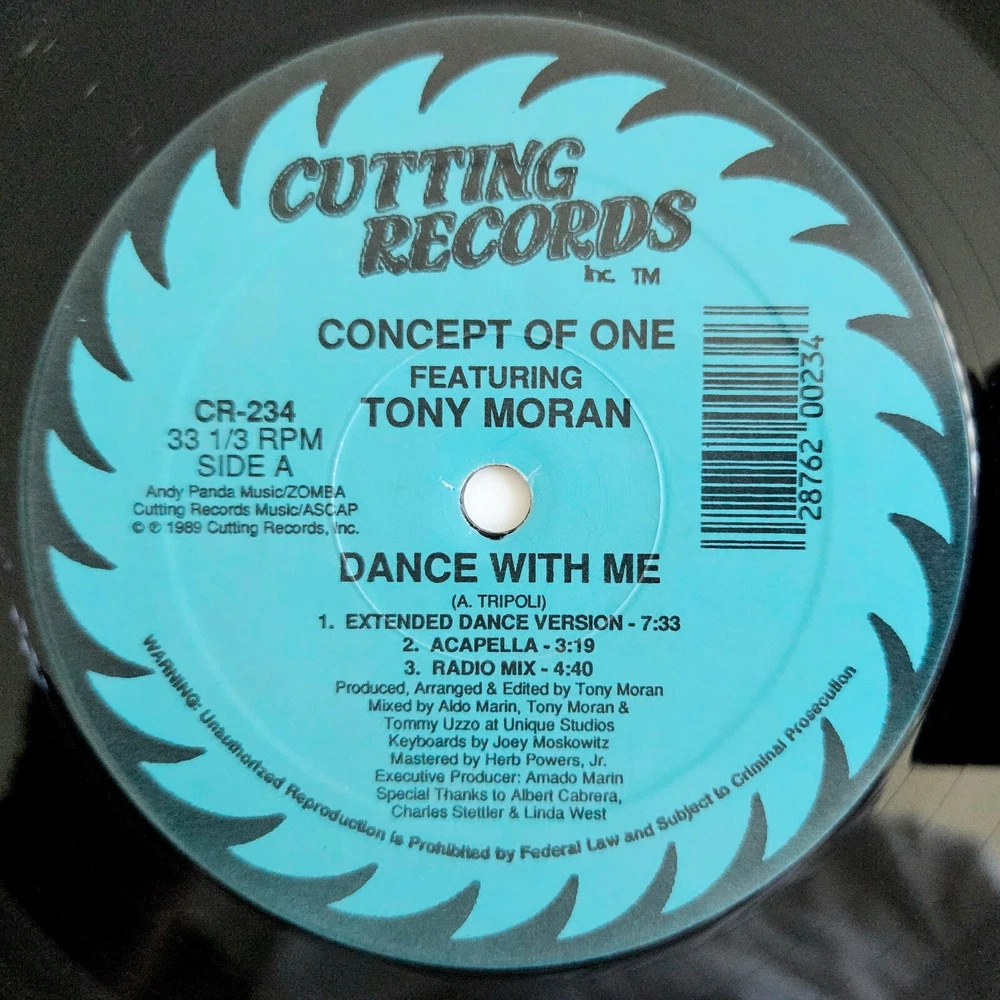 CUTTING
RECORDS
Inc. TM
CONCEPT OF ONE
FEATURING
TONY MORAN
CR-234
33 1/3 RPM
SIDE A
Andy Panda Music/ZOMBA
Cutting Records Music/ASCAP
© ℗ 1989 Cutting Records, Inc.
28762 00234
DANCE WITH ME
(A. TRIPOLI)
1. EXTENDED DANCE VERSION - 7:33
2. ACAPELLA - 3:19
3. RADIO MIX - 4:40
Produced, Arranged & Edited by Tony Moran
Mixed by Aldo Marin, Tony Moran &
Tommy Uzzo at Unique Studios
Keyboards by Joey Moskowitz
Mastered by Herb Powers, Jr.
Executive Producer: Amado Marin
Special Thanks to Albert Cabrera,
Charles Stettler & Linda West
WARNING: Unauthorized Reproduction is Prohibited by Federal Law and Subject to Criminal Prosecution